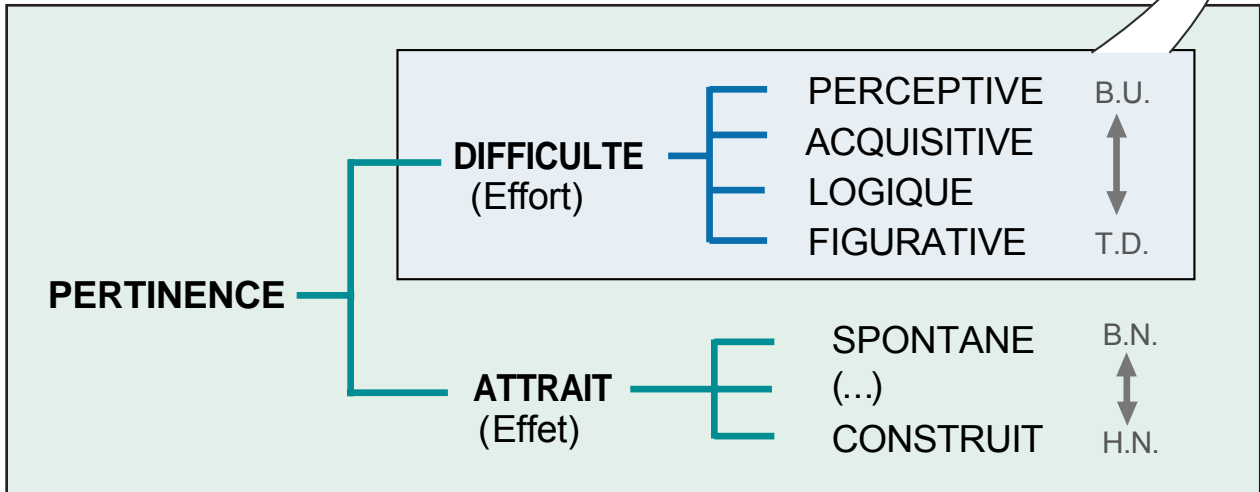 PERCEPTIVE B.U.
ACQUISITIVE
DIFFICULTE
(Effort)
LOGIQUE
FIGURATIVE T.D.
PERTINENCE
SPONTANE B.N.
ATTRAIT
(Effet)
(...)
CONSTRUIT H.N.